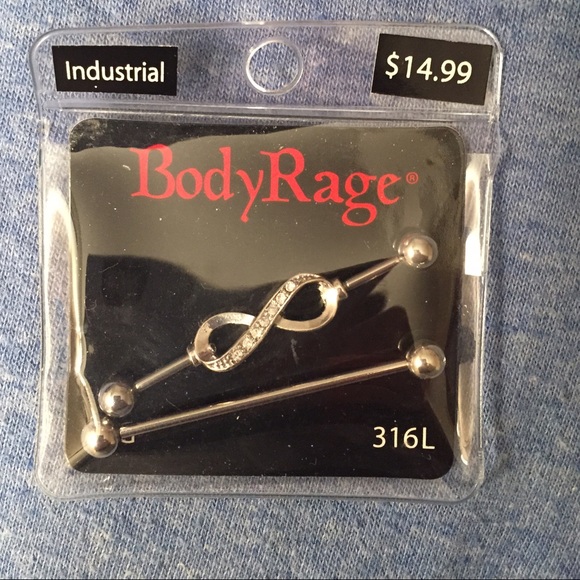 Industrial
$14.99
BodyRage®
316L